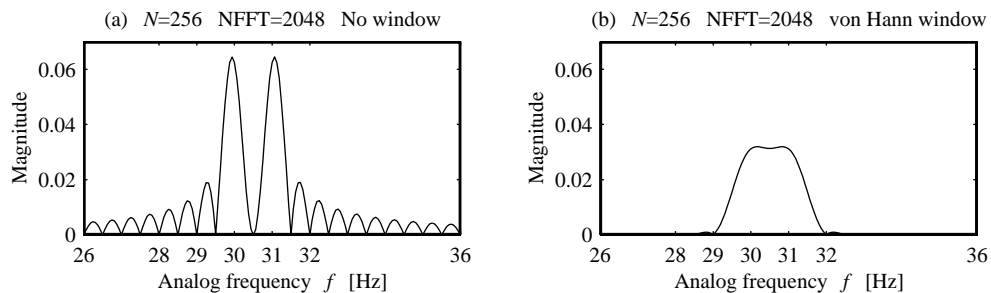 (a) N=256 NFFT=2048 No window
0.06
0.04
0.02
0
Magnitude
26 27 28 29 30 31 32 36
Analog frequency f [Hz]
(b) N=256 NFFT=2048 von Hann window
0.06
0.04
0.02
0
Magnitude
26 28 29 30 31 32 36
Analog frequency f [Hz]